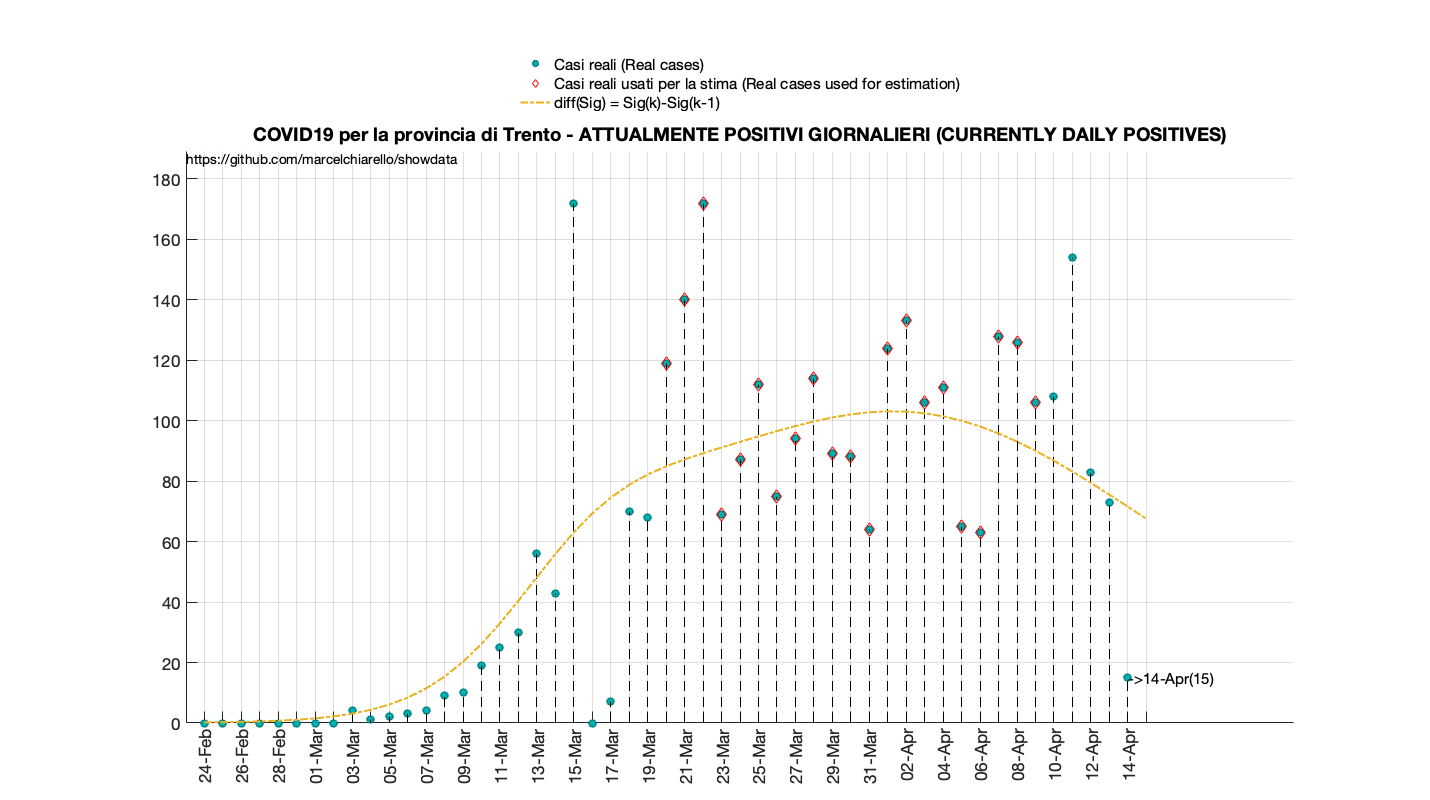 Casi reali (Real cases)
Casi reali usati per la stima (Real cases used for estimation)
diff(Sig) = Sig(k)-Sig(k-1)
COVID19 per la provincia di Trento - ATTUALMENTE POSITIVI GIORNALIERI (CURRENTLY DAILY POSITIVES)
https://github.com/marcelchiarello/showdata
180
160
140
120
100
80
60
40
20
0
->14-Apr(15)
24-Feb
26-Feb
28-Feb
01-Mar
03-Mar
05-Mar
07-Mar
09-Mar
11-Mar
13-Mar
15-Mar
17-Mar
19-Mar
21-Mar
23-Mar
25-Mar
27-Mar
29-Mar
31-Mar
02-Apr
04-Apr
06-Apr
08-Apr
10-Apr
12-Apr
14-Apr